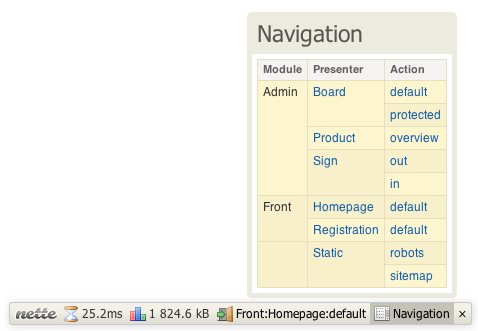 Navigation
Module Presenter Action
Admin Board default
protected
Product overview
Sign out
in
Front Homepage default
Registration default
Static robots
sitemap
nette 25.2ms 1 824.6 kB Front:Homepage:default Navigation ×